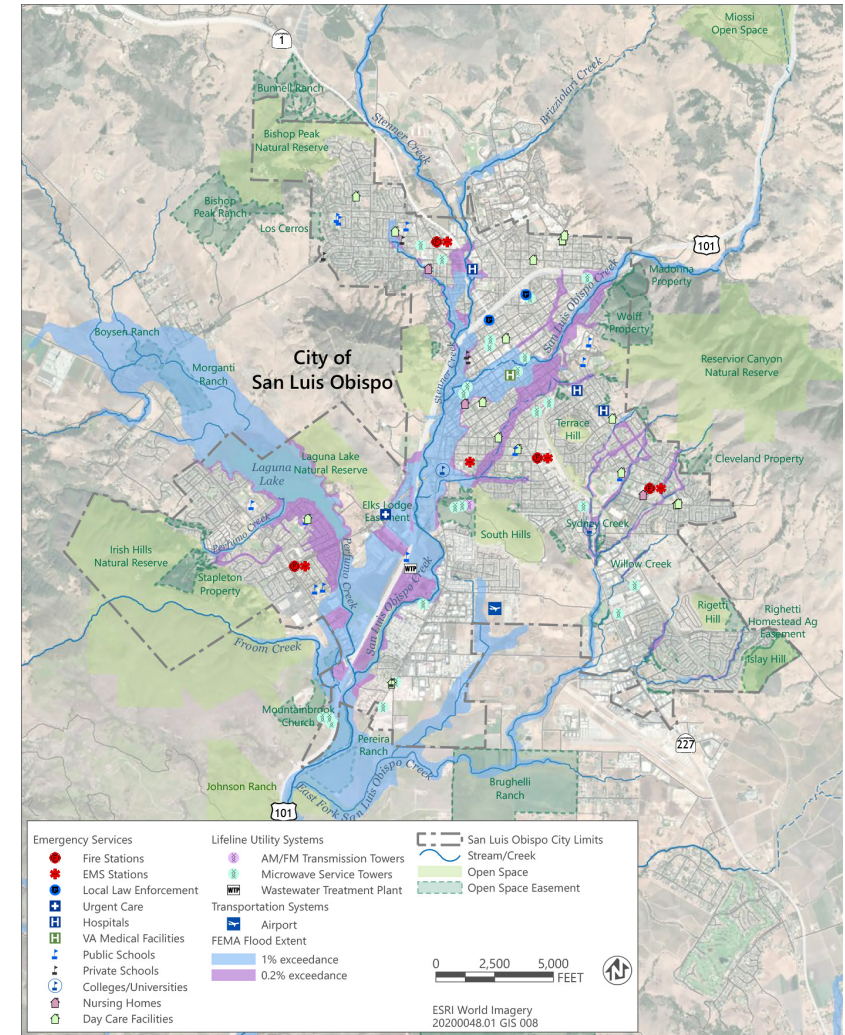 Miossi
Open Space
1
Bunnell Ranch
Brizziolari Creek
Stenner Creek
Bishop Peak
Natural Reserve
Bishop
Peak Ranch
Los Cerros
101
Madonna
Property
San Luis Obispo Creek
Wolff
Property
Boysen Ranch
City of
San Luis Obispo
Stenner Creek
Morganti
Ranch
Reservior Canyon
Natural Reserve
Terrace
Hill
Laguna Lake
Natural Reserve
Cleveland Property
Laguna
Lake
Elks Lodge
Easement
Perfumo Creek
Sydney Creek
South Hills
Irish Hills
Natural Reserve
Perfumo Creek
WTP
Willow Creek
Stapleton
Property
San Luis Obispo Creek
Rigetti
Hill
Righetti
Homestead Ag
Easement
Froom Creek
Islay Hill
Mountainbrook
Church
Pereira
Ranch
227
Johnson Ranch
East Fork San Luis Obispo Creek
Brughelli
Ranch
101
Emergency Services
Fire Stations
EMS Stations
Local Law Enforcement
Urgent Care
Hospitals
VA Medical Facilities
Public Schools
Private Schools
Colleges/Universities
Nursing Homes
Day Care Facilities
Lifeline Utility Systems
AM/FM Transmission Towers
Microwave Service Towers
WTP Wastewater Treatment Plant
Transportation Systems
Airport
FEMA Flood Extent
1% exceedance
0.2% exceedance
San Luis Obispo City Limits
Stream/Creek
Open Space
Open Space Easement
0 2,500 5,000
FEET
N
ESRI World Imagery
20200048.01 GIS 008